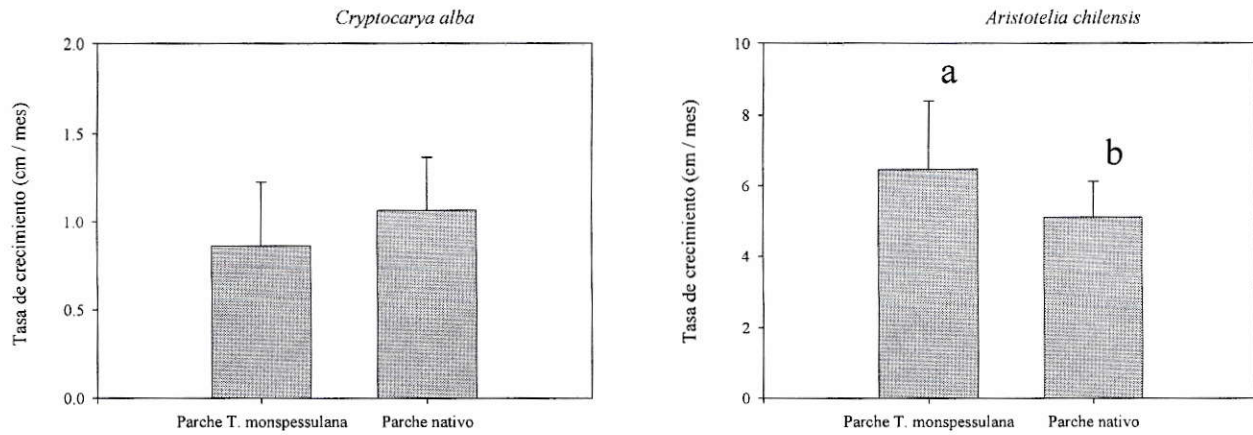 Cryptocarya alba
Tasa de crecimiento (cm / mes)
2.0
1.5
1.0
0.5
0.0
Parche T. monspessulana
Parche nativo
Aristotelia chilensis
Tasa de crecimiento (cm / mes)
10
8
6
4
2
0
a
b
Parche T. monspessulana
Parche nativo